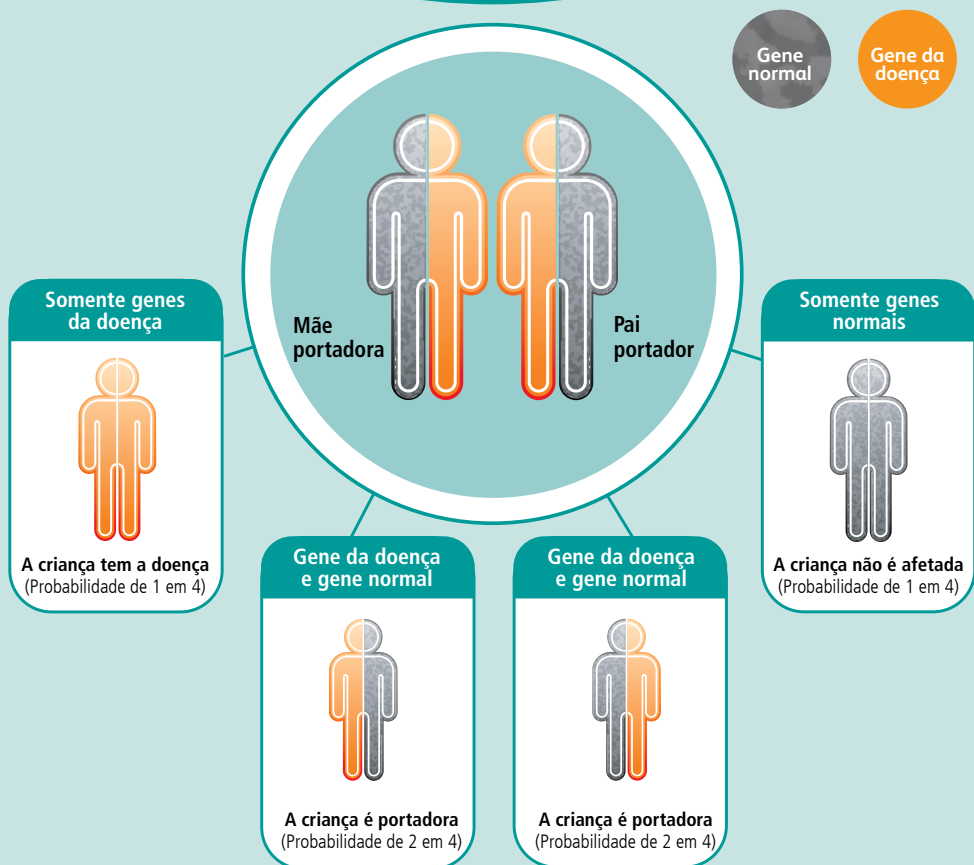 Gene
normal
Gene da
doença
Mãe
portadora
Pai
portador
Somente genes
da doença
A criança tem a doença
(Probabilidade de 1 em 4)
Gene da doença
e gene normal
A criança é portadora
(Probabilidade de 2 em 4)
Gene da doença
e gene normal
A criança é portadora
(Probabilidade de 2 em 4)
Somente genes
normais
A criança não é afetada
(Probabilidade de 1 em 4)